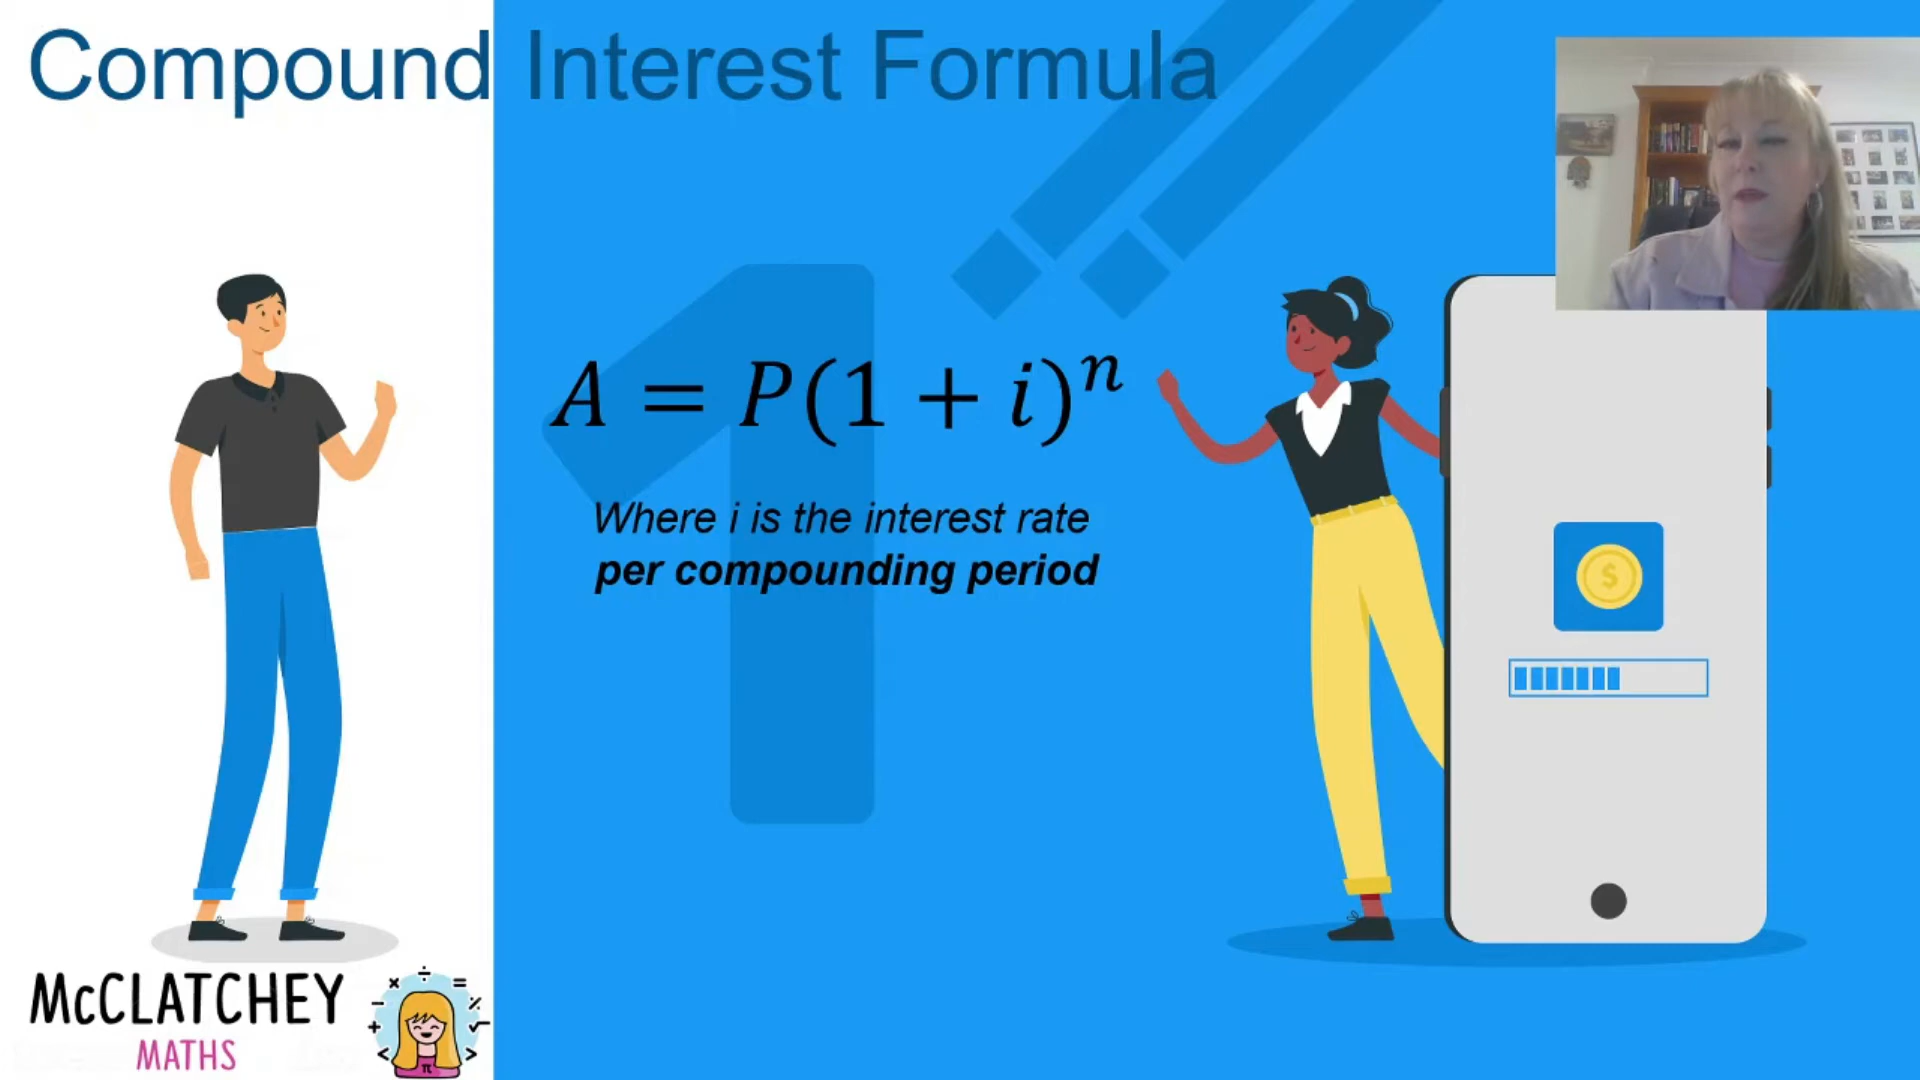 Compound Interest Formula
A = P(1 + i)ⁿ
Where i is the interest rate
per compounding period
$
McCLATCHEY
MATHS
π